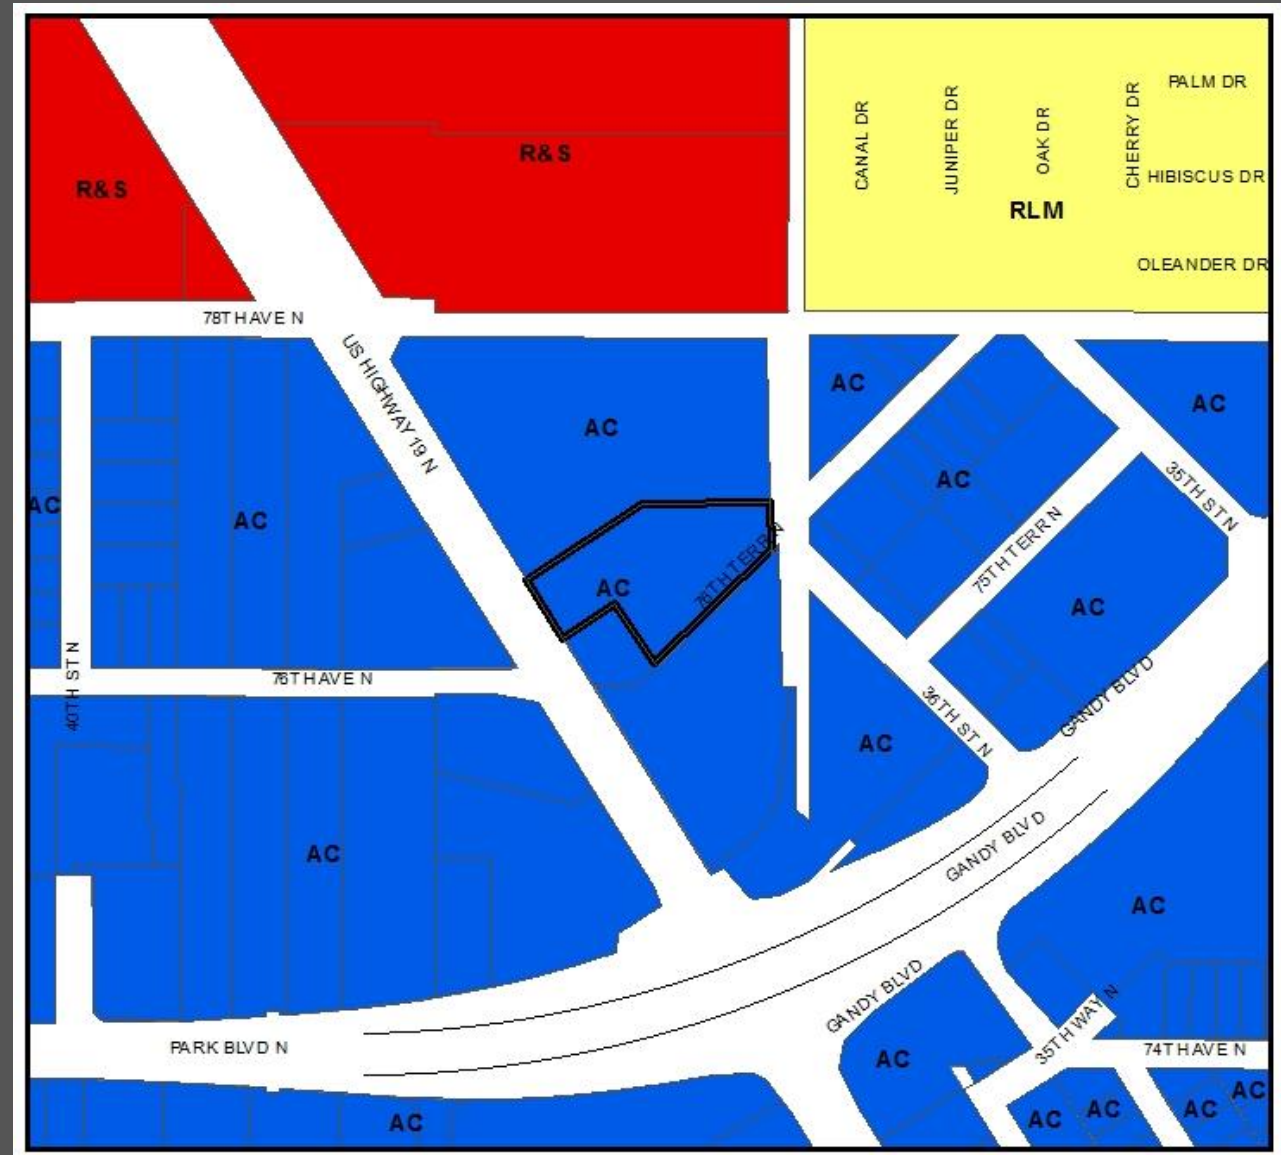 PALM DR
CANAL DR
JUNIPER DR
OAK DR
CHERRY DR
R&S
R&S
HIBISCUS DR
RLM
OLEANDER DR
78TH AVE N
US HIGHWAY 19 N
AC
AC
AC
AC
AC
AC
AC
35TH ST N
75TH TERR N
76TH TERR N
AC
AC
76TH AVE N
40TH ST N
36TH ST N
GANDY BLVD
AC
AC
GANDY BLVD
AC
GANDY BLVD
35TH WAY N
PARK BLVD N
74TH AVE N
AC
AC
AC
AC
AC
AC